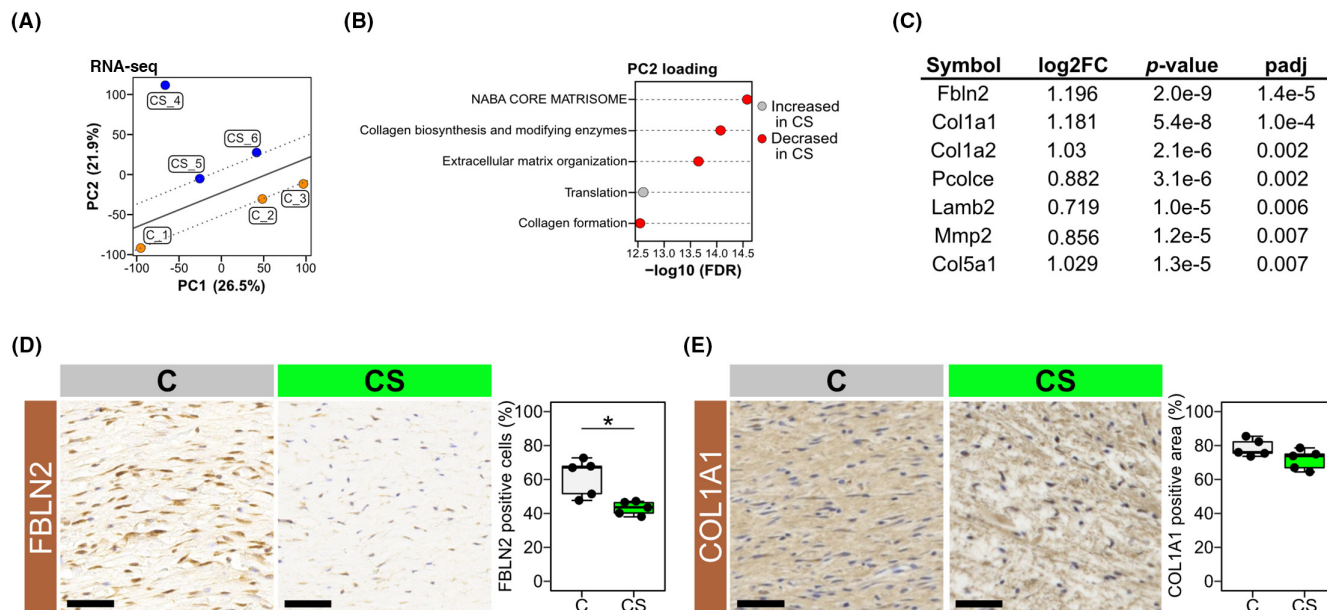 (A)
RNA-seq
CS_4
CS_6
CS_5
C_3
C_2
C_1
PC2 (21.9%)
100
50
0
-50
-100
-100
-50
0
50
100
PC1 (26.5%)
(B)
PC2 loading
NABA CORE MATRISOME
Collagen biosynthesis and modifying enzymes
Extracellular matrix organization
Translation
Collagen formation
12.5 13.0 13.5 14.0 14.5
−log10 (FDR)
Increased
in CS
Decrased
in CS
(C)
Symbol log2FC p-value padj
Fbln2 1.196 2.0e-9 1.4e-5
Col1a1 1.181 5.4e-8 1.0e-4
Col1a2 1.03 2.1e-6 0.002
Pcolce 0.882 3.1e-6 0.002
Lamb2 0.719 1.0e-5 0.006
Mmp2 0.856 1.2e-5 0.007
Col5a1 1.029 1.3e-5 0.007
(D)
C
CS
FBLN2
FBLN2 positive cells (%)
100
80
60
40
20
0
*
C CS
(E)
C
CS
COL1A1
COL1A1 positive area (%)
100
80
60
40
20
0
C CS